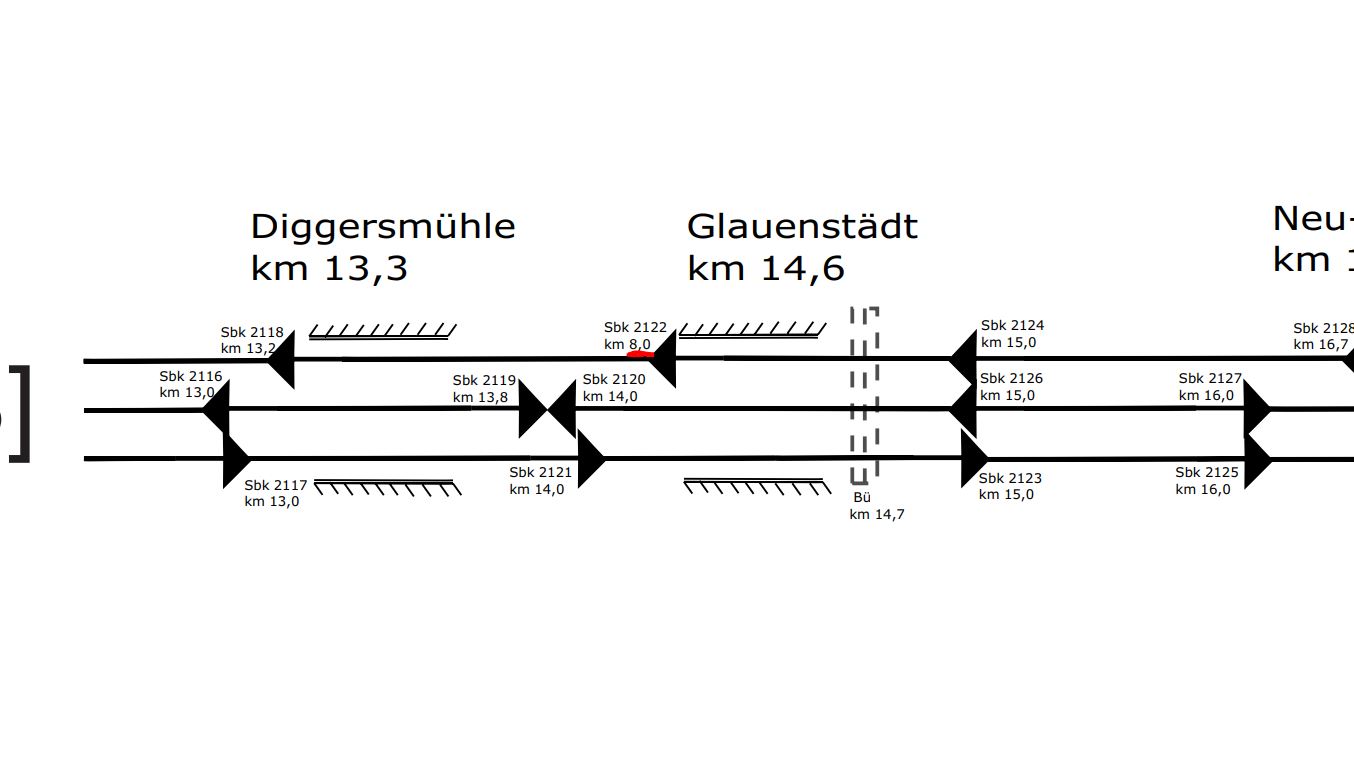 Diggersmühle
km 13,3
Glauenstädt
km 14,6
Neu-
km 1
Sbk 2118
km 13,2
Sbk 2122
km 8,0
Sbk 2124
km 15,0
Sbk 2128
km 16,7
Sbk 2116
km 13,0
Sbk 2119
km 13,8
Sbk 2120
km 14,0
Sbk 2126
km 15,0
Sbk 2127
km 16,0
]
Sbk 2117
km 13,0
Sbk 2121
km 14,0
Bü
km 14,7
Sbk 2123
km 15,0
Sbk 2125
km 16,0